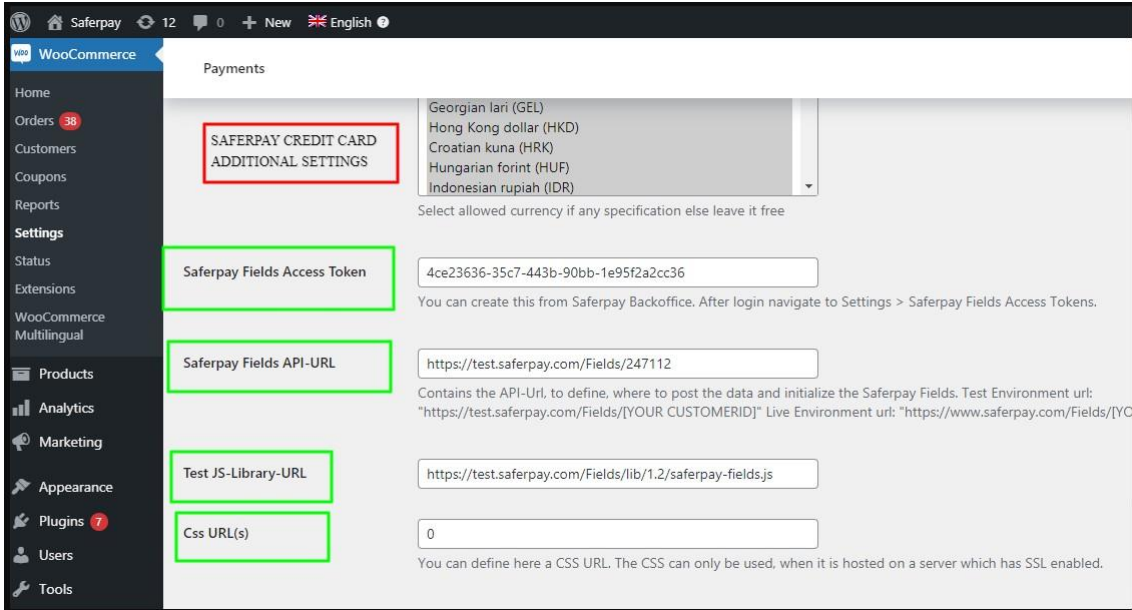 Saferpay 12 0 + New English
WooCommerce
Payments
Home
Orders 38
Customers
Coupons
Reports
Settings
Status
Extensions
WooCommerce
Multilingual
Products
Analytics
Marketing
Appearance
Plugins 7
Users
Tools
Georgian lari (GEL)
Hong Kong dollar (HKD)
Croatian kuna (HRK)
Hungarian forint (HUF)
Indonesian rupiah (IDR)
SAFERPAY CREDIT CARD
ADDITIONAL SETTINGS
Select allowed currency if any specification else leave it free
Saferpay Fields Access Token
4ce23636-35c7-443b-90bb-1e95f2a2cc36
You can create this from Saferpay Backoffice. After login navigate to Settings > Saferpay Fields Access Tokens.
Saferpay Fields API-URL
https://test.saferpay.com/Fields/247112
Contains the API-Url, to define, where to post the data and initialize the Saferpay Fields. Test Environment url:
"https://test.saferpay.com/Fields/[YOUR CUSTOMERID]" Live Environment url: "https://www.saferpay.com/Fields/[YO
Test JS-Library-URL
https://test.saferpay.com/Fields/lib/1.2/saferpay-fields.js
Css URL(s)
0
You can define here a CSS URL. The CSS can only be used, when it is hosted on a server which has SSL enabled.